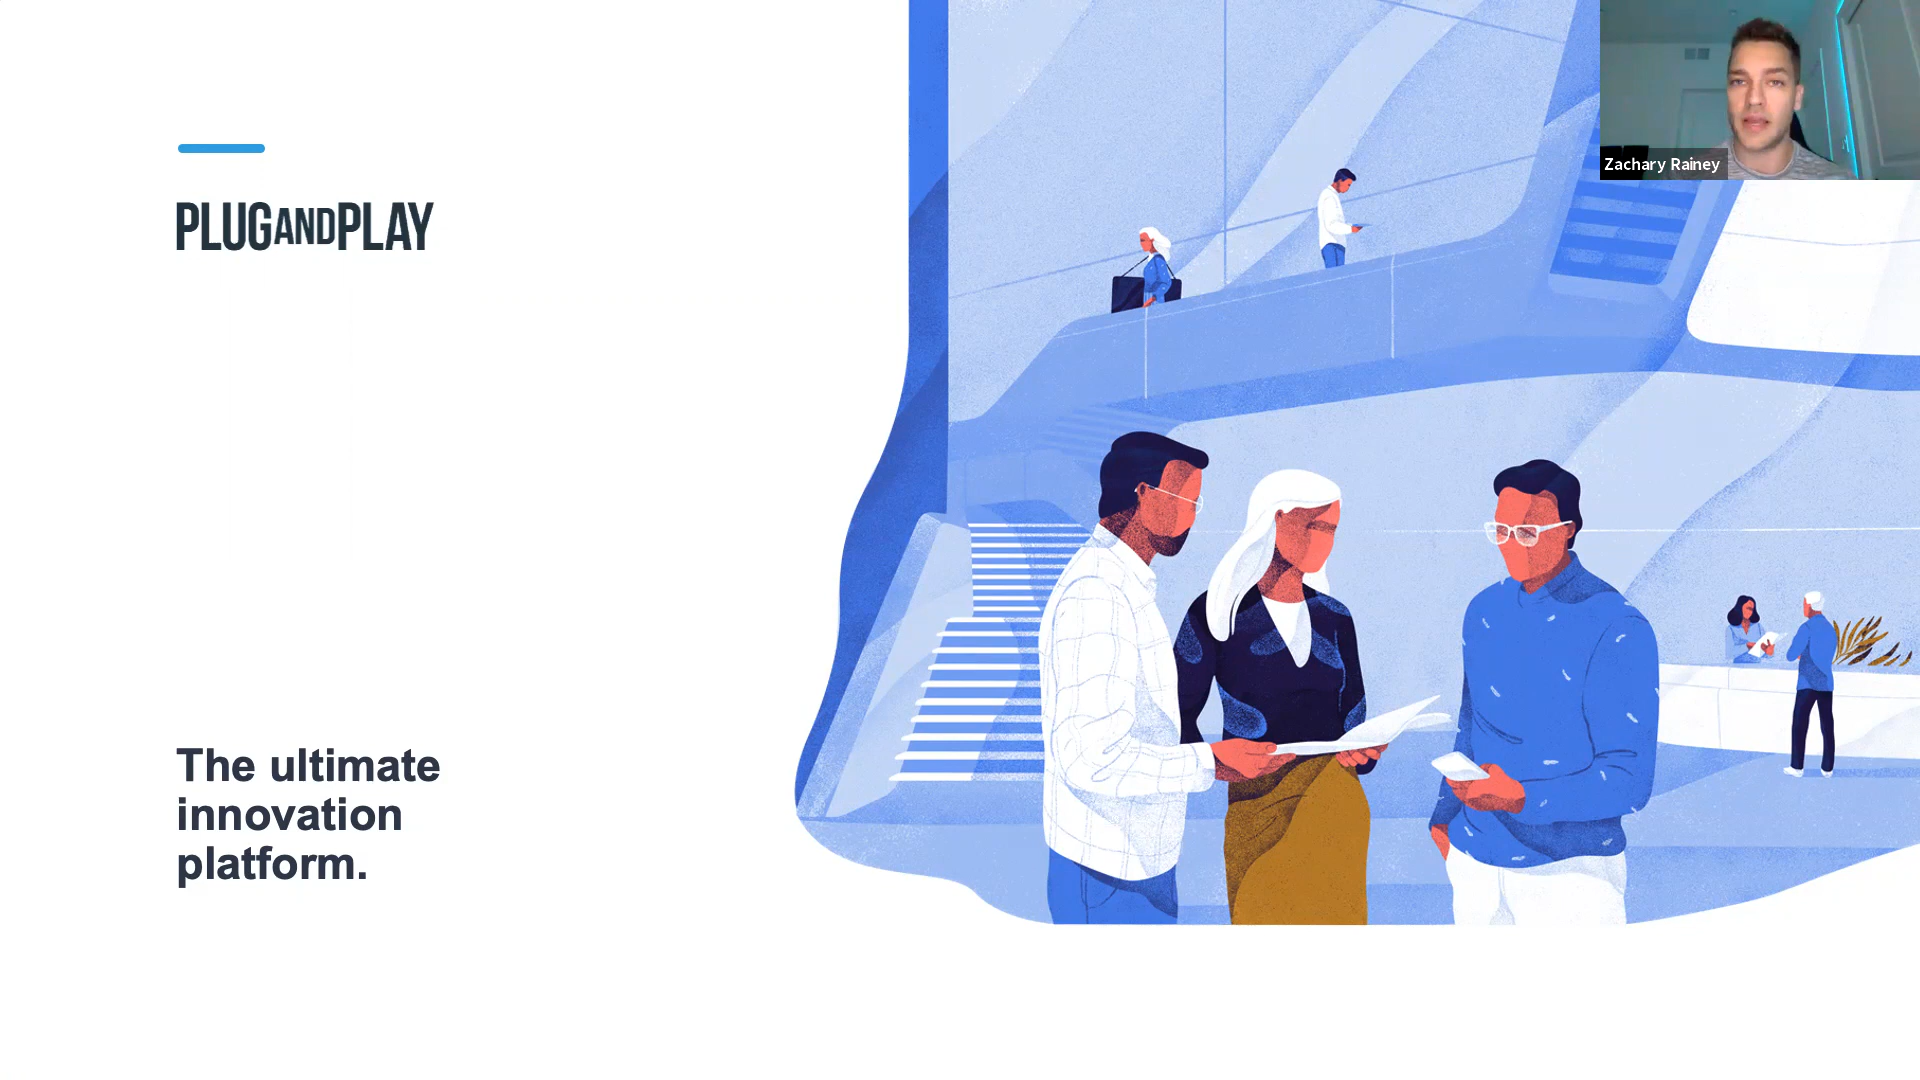 PLUGANDPLAY
The ultimate
innovation
platform.
Zachary Rainey